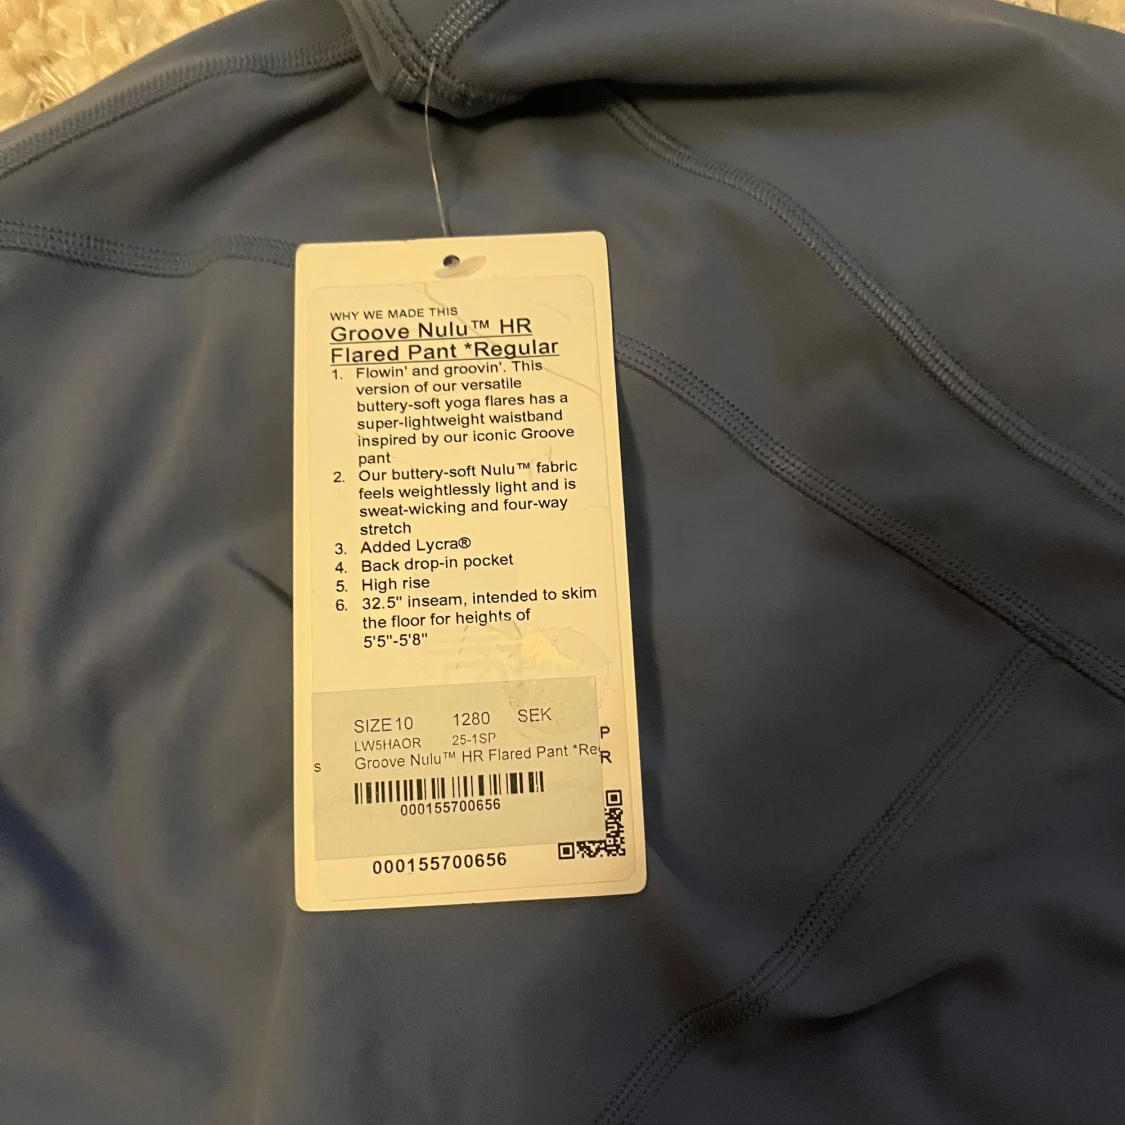 WHY WE MADE THIS
Groove Nulu™ HR
Flared Pant *Regular
1. Flowin' and groovin'. This
version of our versatile
buttery-soft yoga flares has a
super-lightweight waistband
inspired by our iconic Groove
pant
2. Our buttery-soft Nulu™ fabric
feels weightlessly light and is
sweat-wicking and four-way
stretch
3. Added Lycra®
4. Back drop-in pocket
5. High rise
6. 32.5" inseam, intended to skim
the floor for heights of
5'5"-5'8"
SIZE 10 1280 SEK
LW5HAOR 25-1SP
P
s Groove Nulu™ HR Flared Pant *Re
R
000155700656
000155700656